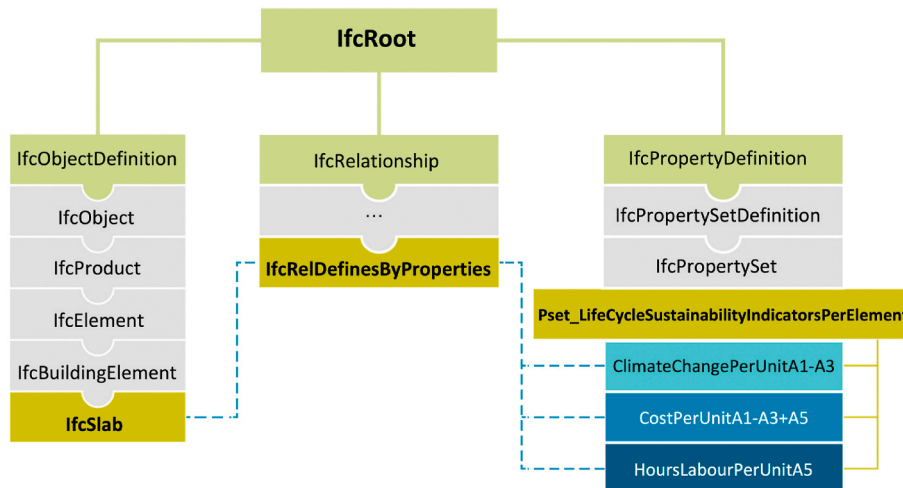 IfcRoot
IfcObjectDefinition
IfcObject
IfcProduct
IfcElement
IfcBuildingElement
IfcSlab
IfcRelationship
...
IfcRelDefinesByProperties
IfcPropertyDefinition
IfcPropertySetDefinition
IfcPropertySet
Pset_LifeCycleSustainabilityIndicatorsPerElement
ClimateChangePerUnitA1-A3
CostPerUnitA1-A3+A5
HoursLabourPerUnitA5